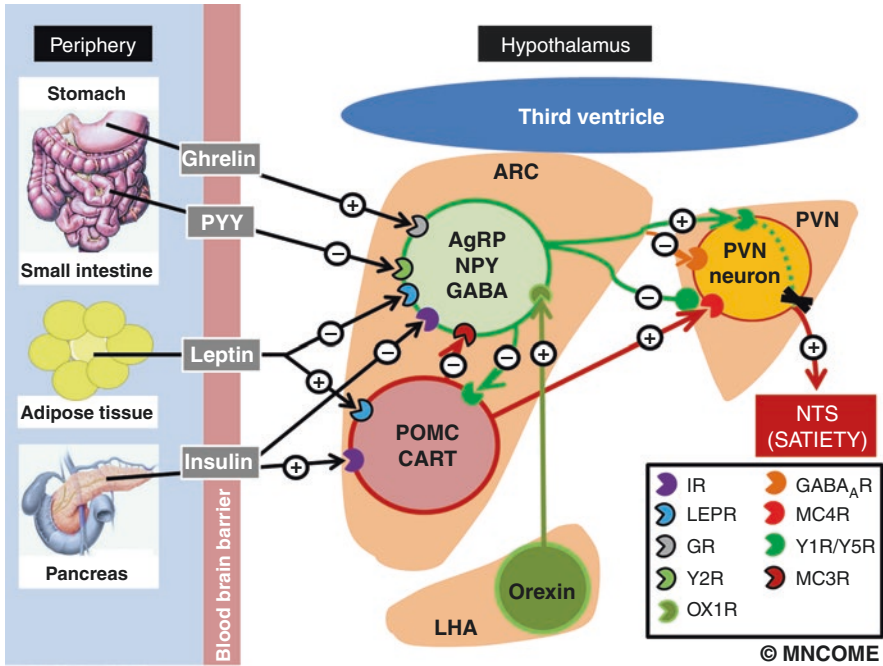 Periphery
Hypothalamus
Stomach
Small intestine
Adipose tissue
Pancreas
Blood brain barrier
Ghrelin
PYY
Leptin
Insulin
Third ventricle
ARC
AgRP
NPY
GABA
POMC
CART
Orexin
LHA
PVN
PVN
neuron
NTS
(SATIETY)
+
−
−
+
−
+
−
−
+
+
−
−
+
+
IR
LEPR
GR
Y2R
OX1R
GABA_AR
MC4R
Y1R/Y5R
MC3R
© MNCOME